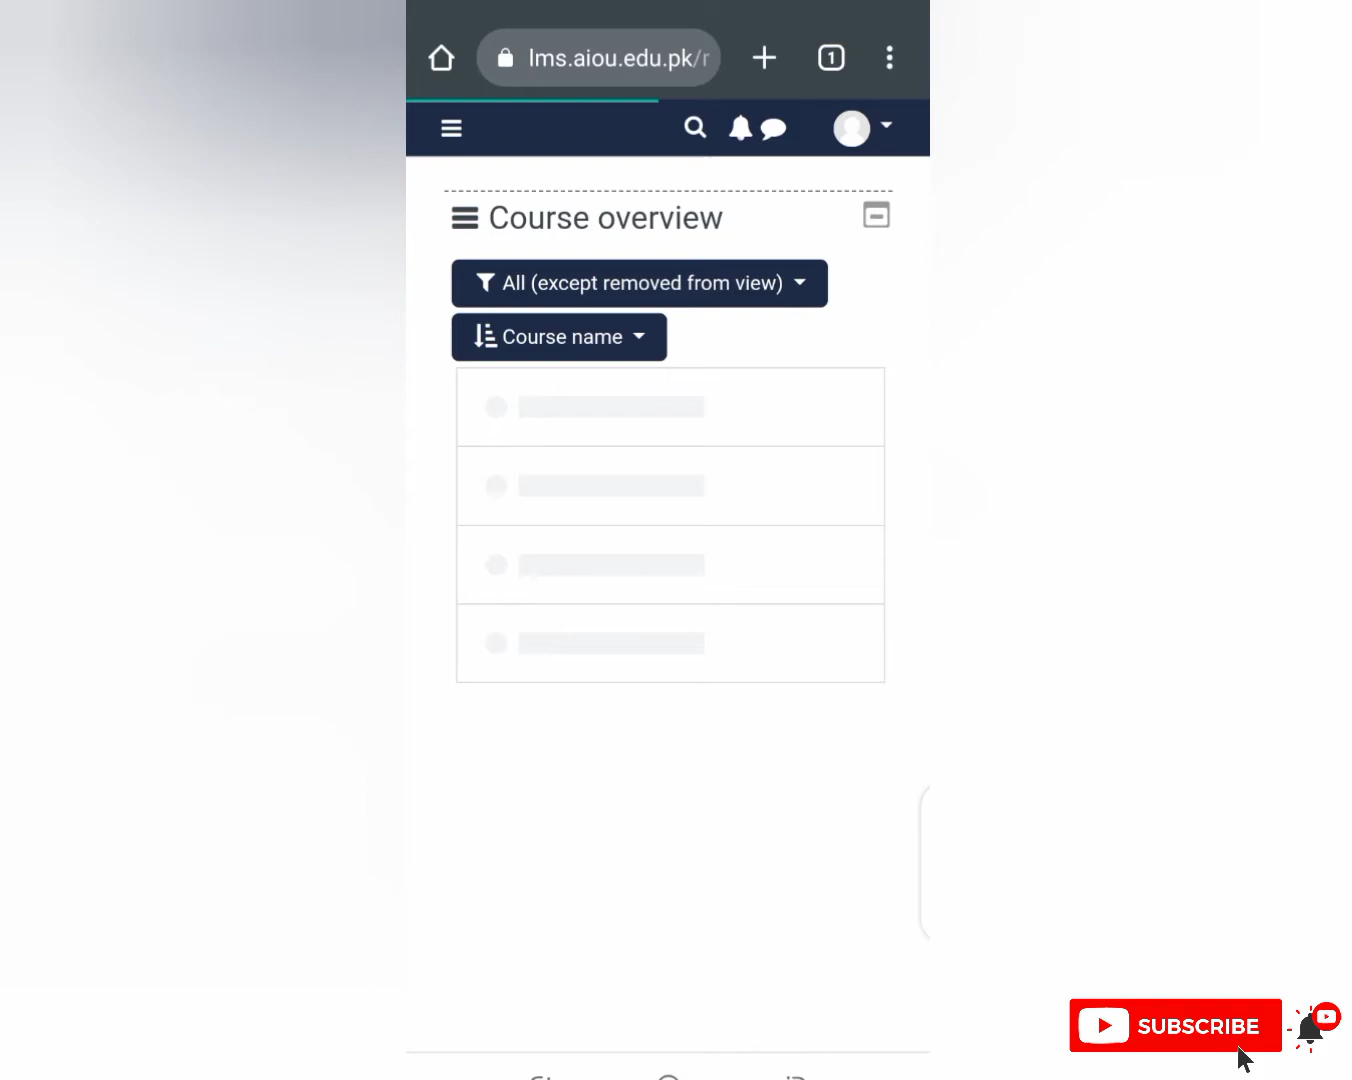 lms.aiou.edu.pk/r
1
Course overview
All (except removed from view)
Course name
SUBSCRIBE